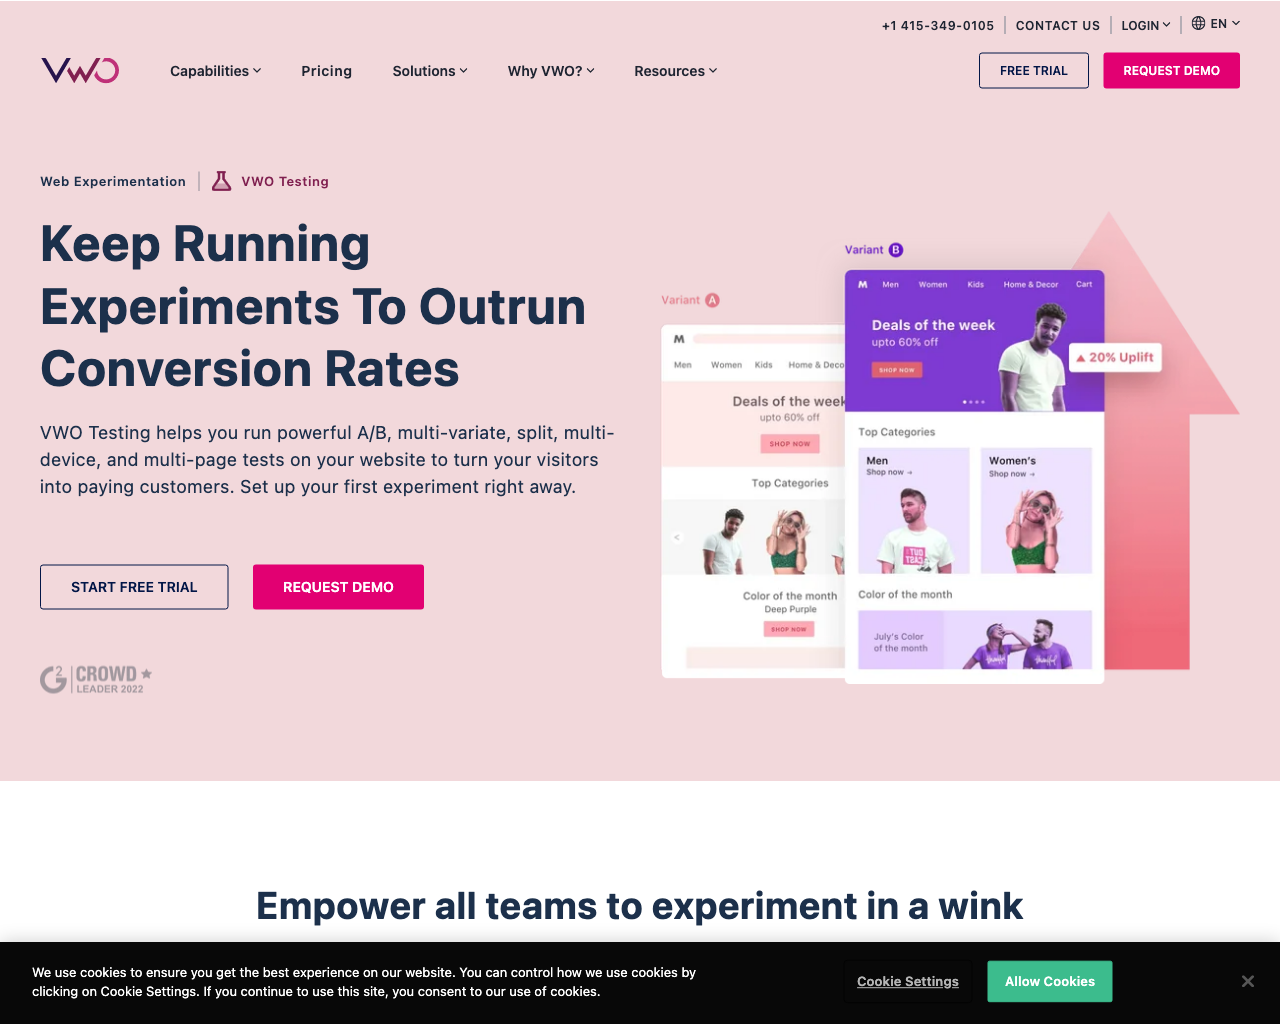 +1 415-349-0105 CONTACT US LOGIN EN
VWO Capabilities Pricing Solutions Why VWO? Resources FREE TRIAL REQUEST DEMO
Web Experimentation VWO Testing
Keep Running
Experiments To Outrun
Conversion Rates
VWO Testing helps you run powerful A/B, multi-variate, split, multi-
device, and multi-page tests on your website to turn your visitors
into paying customers. Set up your first experiment right away.
START FREE TRIAL REQUEST DEMO
G2 CROWD
LEADER 2022
Variant A
M
Men Women Kids Home & Deco
Deals of the week
upto 60% off
SHOP NOW
Top Categories
Color of the month
Deep Purple
SHOP NOW
Variant B
M Men Women Kids Home & Decor Cart
Deals of the week
upto 60% off
SHOP NOW
20% Uplift
Top Categories
Men
Shop now →
Women's
Shop now →
Color of the month
July's Color
of the month
Empower all teams to experiment in a wink
We use cookies to ensure you get the best experience on our website. You can control how we use cookies by
clicking on Cookie Settings. If you continue to use this site, you consent to our use of cookies.
Cookie Settings Allow Cookies